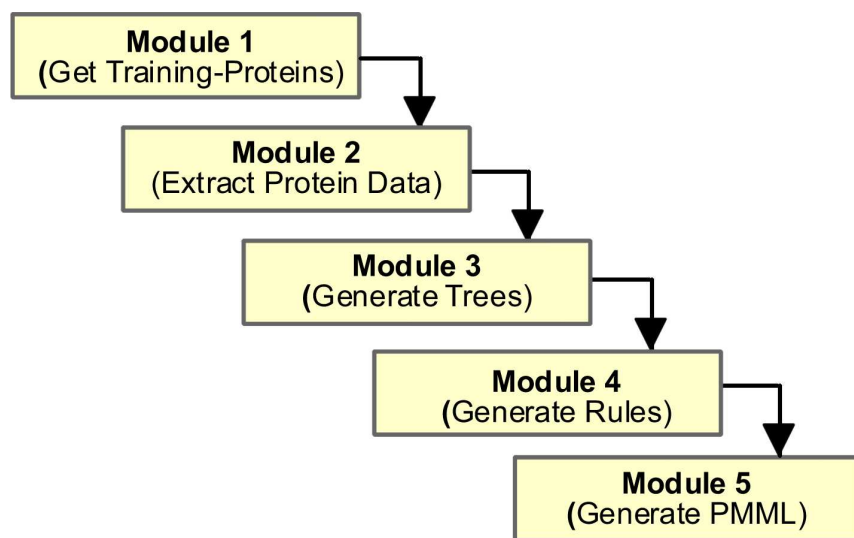 Module 1
(Get Training-Proteins)
Module 2
(Extract Protein Data)
Module 3
(Generate Trees)
Module 4
(Generate Rules)
Module 5
(Generate PMML)